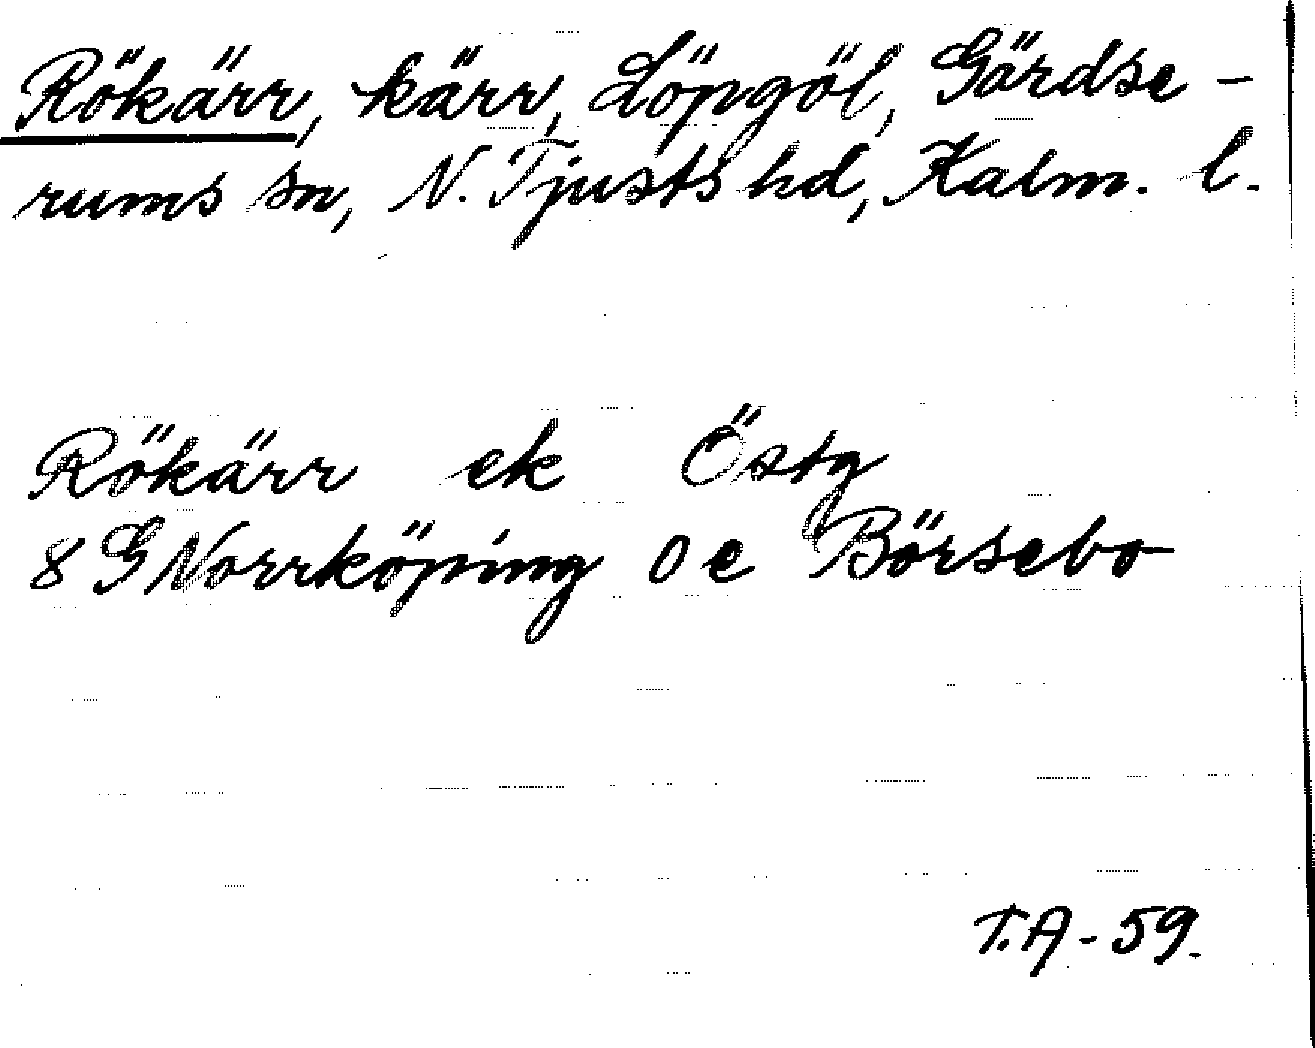 Rökärr, kärr, Löpgöl, Gärdse-
rums sn, N. Tjusts hd, Kalm. l.
Rökärr ek Östg
8 G Norrköping 0 e Börsebo
T.A - 59.